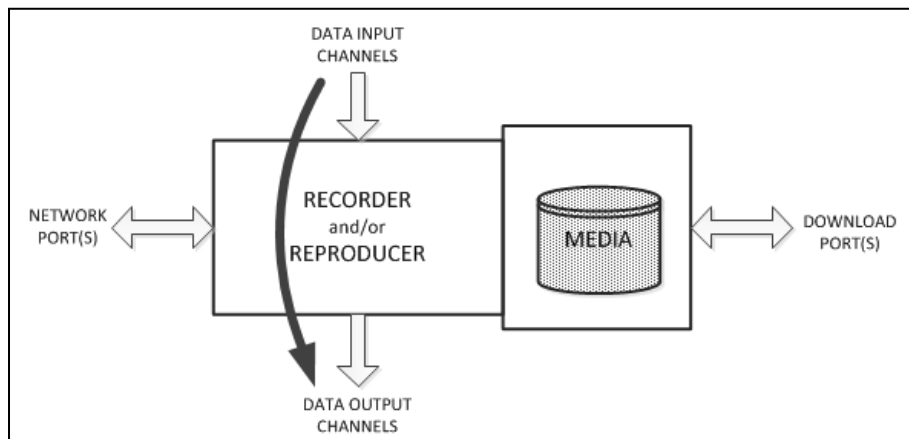 DATA INPUT
CHANNELS
NETWORK
PORT(S)
RECORDER
and/or
REPRODUCER
MEDIA
DOWNLOAD
PORT(S)
DATA OUTPUT
CHANNELS